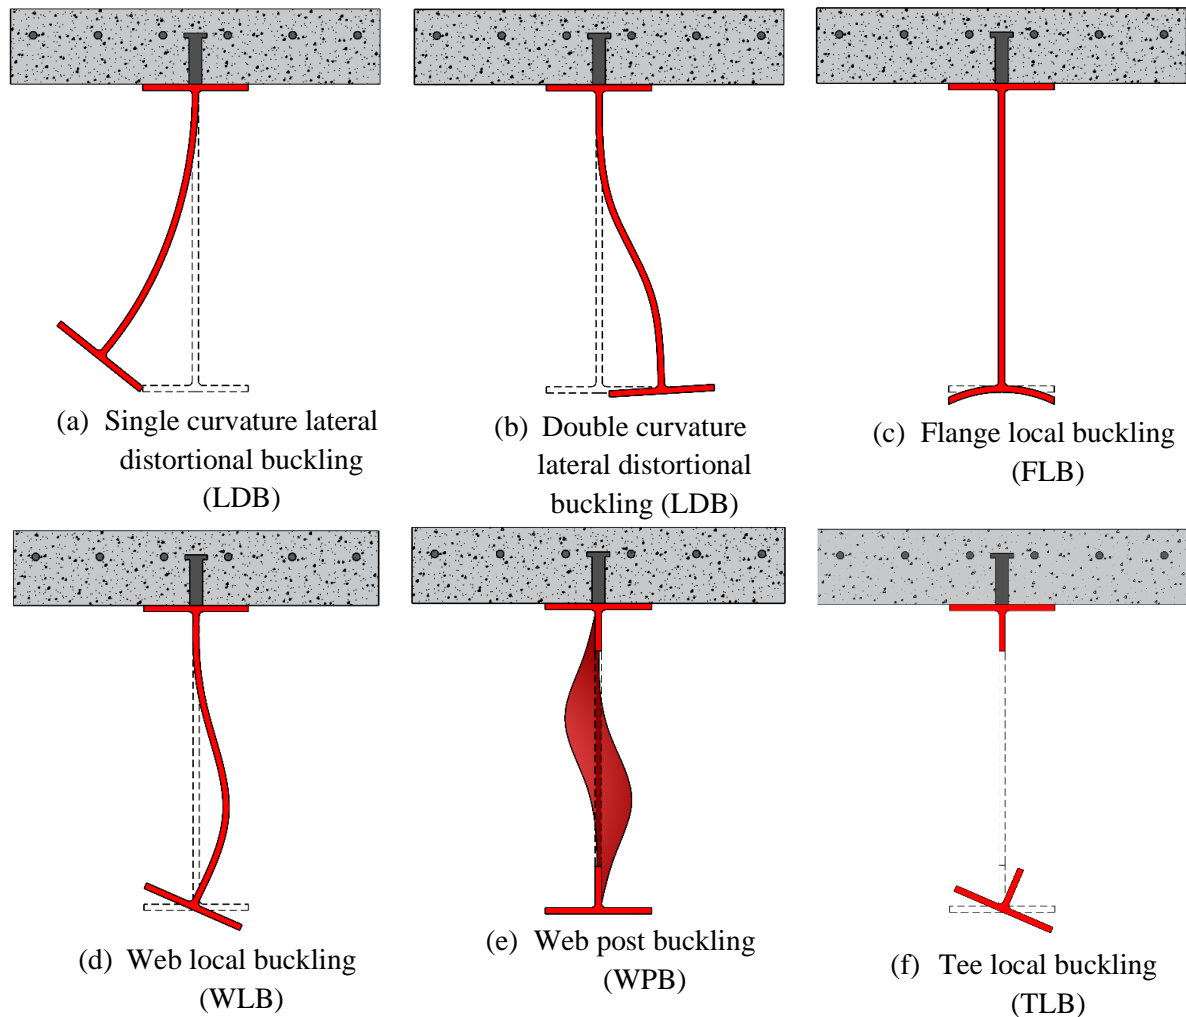 (a) Single curvature lateral
distortional buckling
(LDB)
(b) Double curvature
lateral distortional
buckling (LDB)
(c) Flange local buckling
(FLB)
(d) Web local buckling
(WLB)
(e) Web post buckling
(WPB)
(f) Tee local buckling
(TLB)